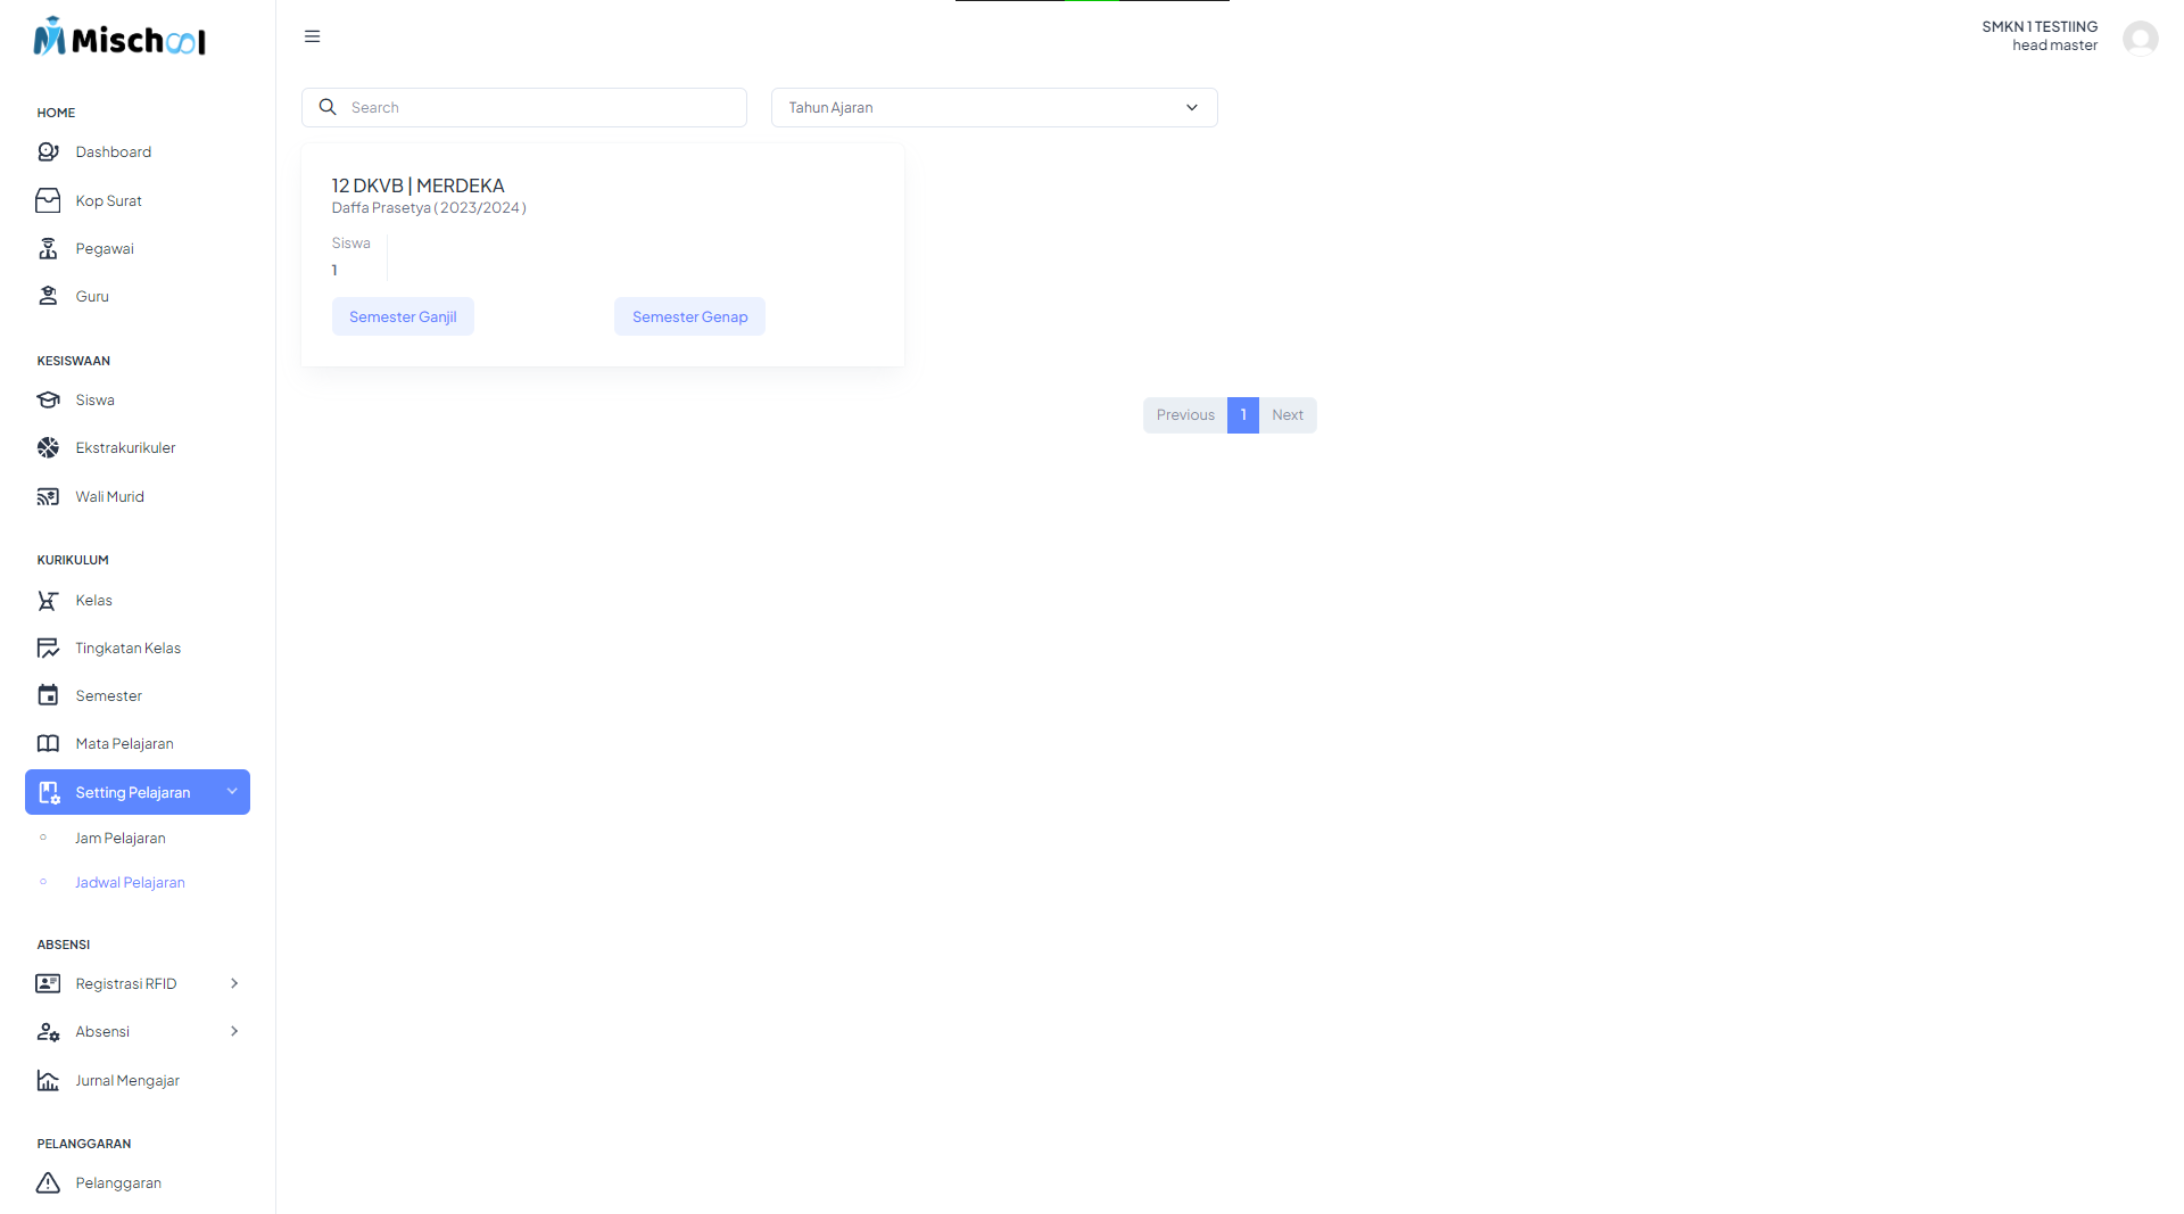 Mischool
SMKN 1 TESTIING
head master
HOME
Dashboard
Kop Surat
Pegawai
Guru
KESISWAAN
Siswa
Ekstrakurikuler
Wali Murid
KURIKULUM
Kelas
Tingkatan Kelas
Semester
Mata Pelajaran
Setting Pelajaran
Jam Pelajaran
Jadwal Pelajaran
ABSENSI
Registrasi RFID
Absensi
Jurnal Mengajar
PELANGGARAN
Pelanggaran
Search
Tahun Ajaran
12 DKVB | MERDEKA
Daffa Prasetya ( 2023/2024 )
Siswa
1
Semester Ganjil
Semester Genap
Previous 1 Next